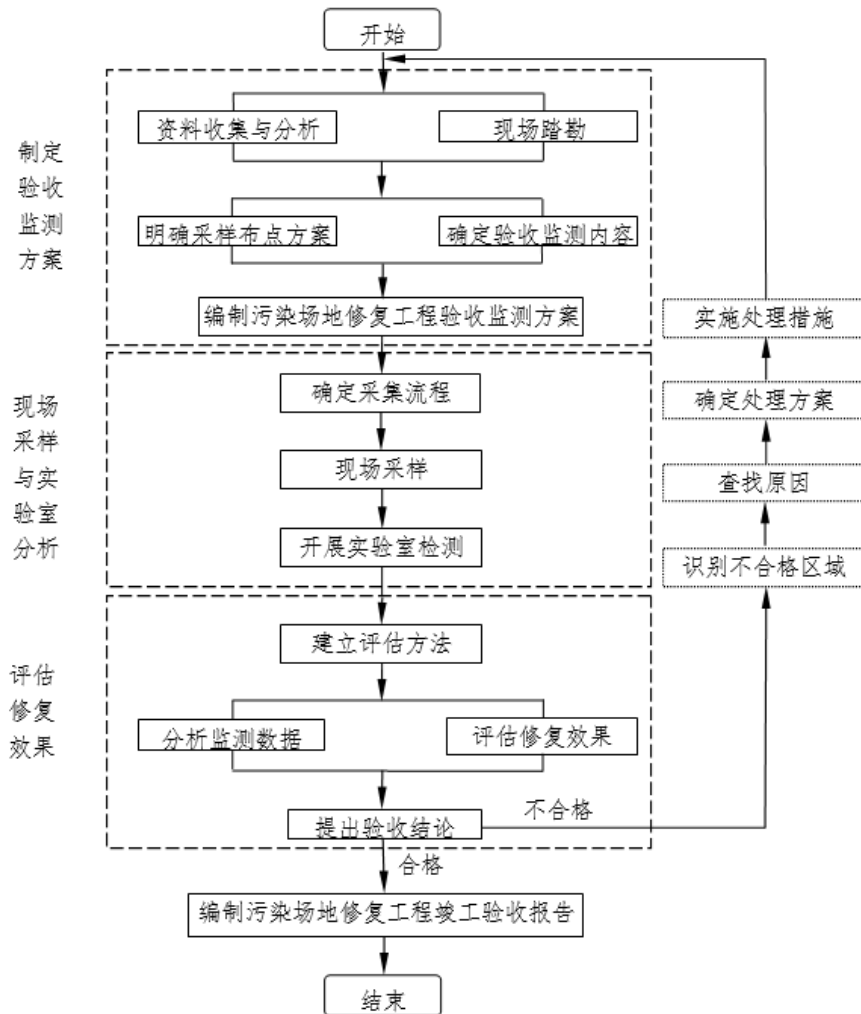 开始
资料收集与分析
现场踏勘
制定
验收
监测
方案
明确采样布点方案
确定验收监测内容
编制污染场地修复工程验收监测方案
实施处理措施
确定采集流程
确定处理方案
现场
采样
与实
验室
分析
现场采样
查找原因
开展实验室检测
识别不合格区域
建立评估方法
评估
修复
效果
分析监测数据
评估修复效果
提出验收结论
不合格
合格
编制污染场地修复工程竣工验收报告
结束